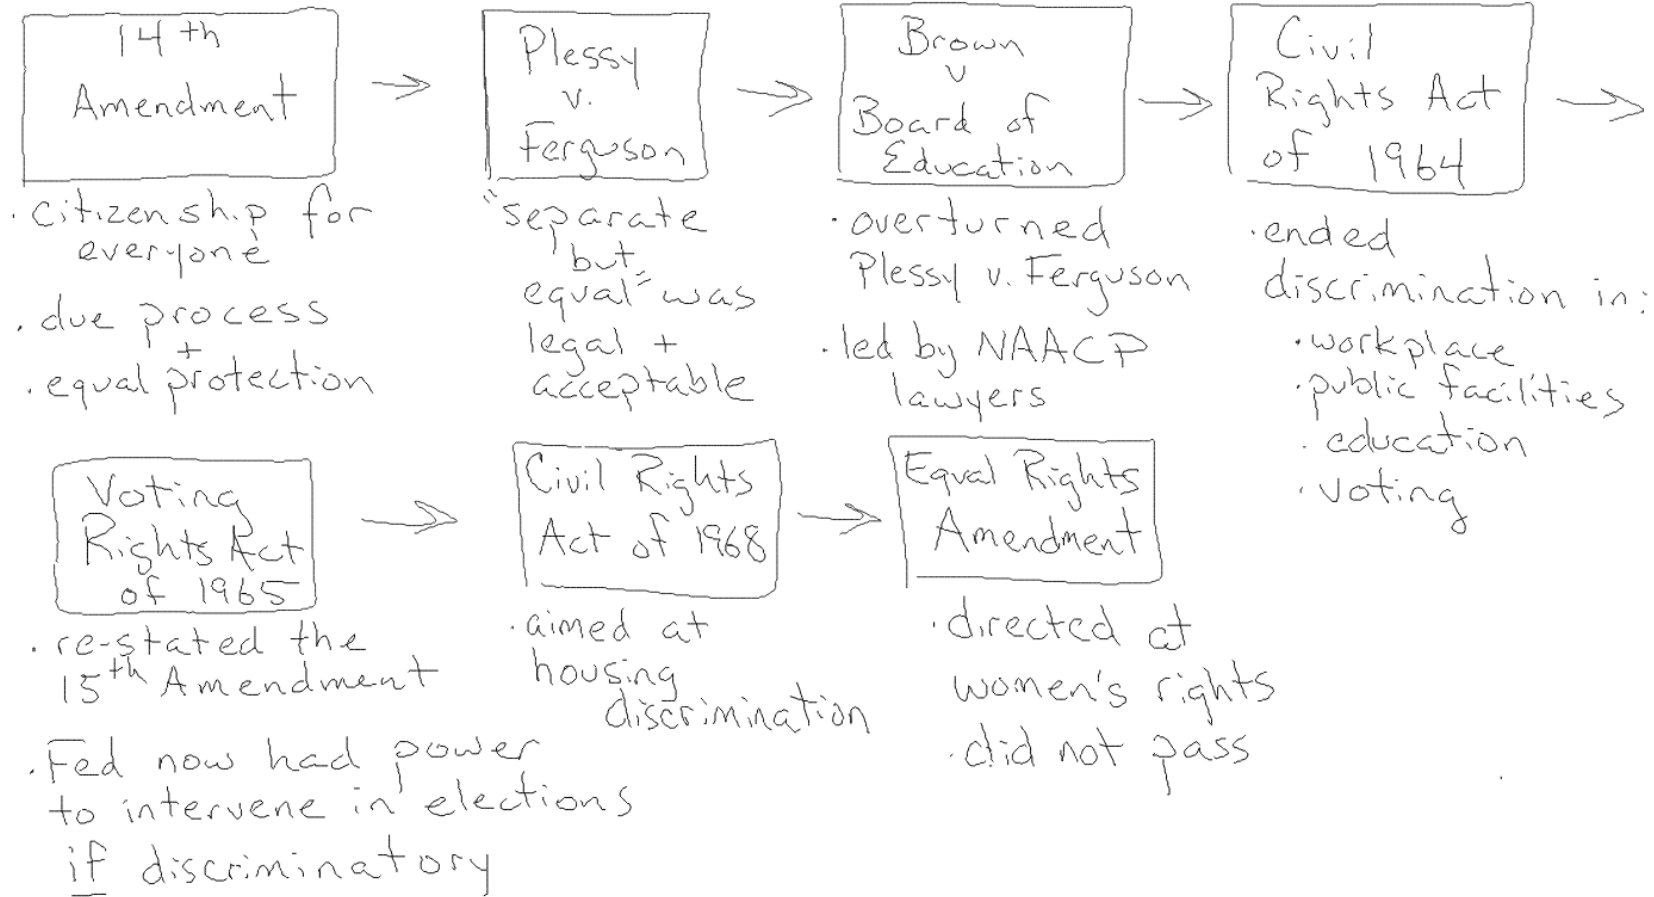 14th
Amendment
→
Plessy
v.
Ferguson
→
Brown
v
Board of
Education
→
Civil
Rights Act
of 1964
→
· citizenship for
everyone
· due process
+
· equal protection
"separate
but
equal" was
legal +
acceptable
· overturned
Plessy v. Ferguson
· led by NAACP
lawyers
· ended
discrimination in:
· workplace
· public facilities
· education
· voting
Voting
Rights Act
of 1965
→
Civil Rights
Act of 1968
→
Equal Rights
Amendment
· re-stated the
15th Amendment
· Fed now had power
to intervene in elections
if discriminatory
· aimed at
housing
discrimination
· directed at
women's rights
· did not pass